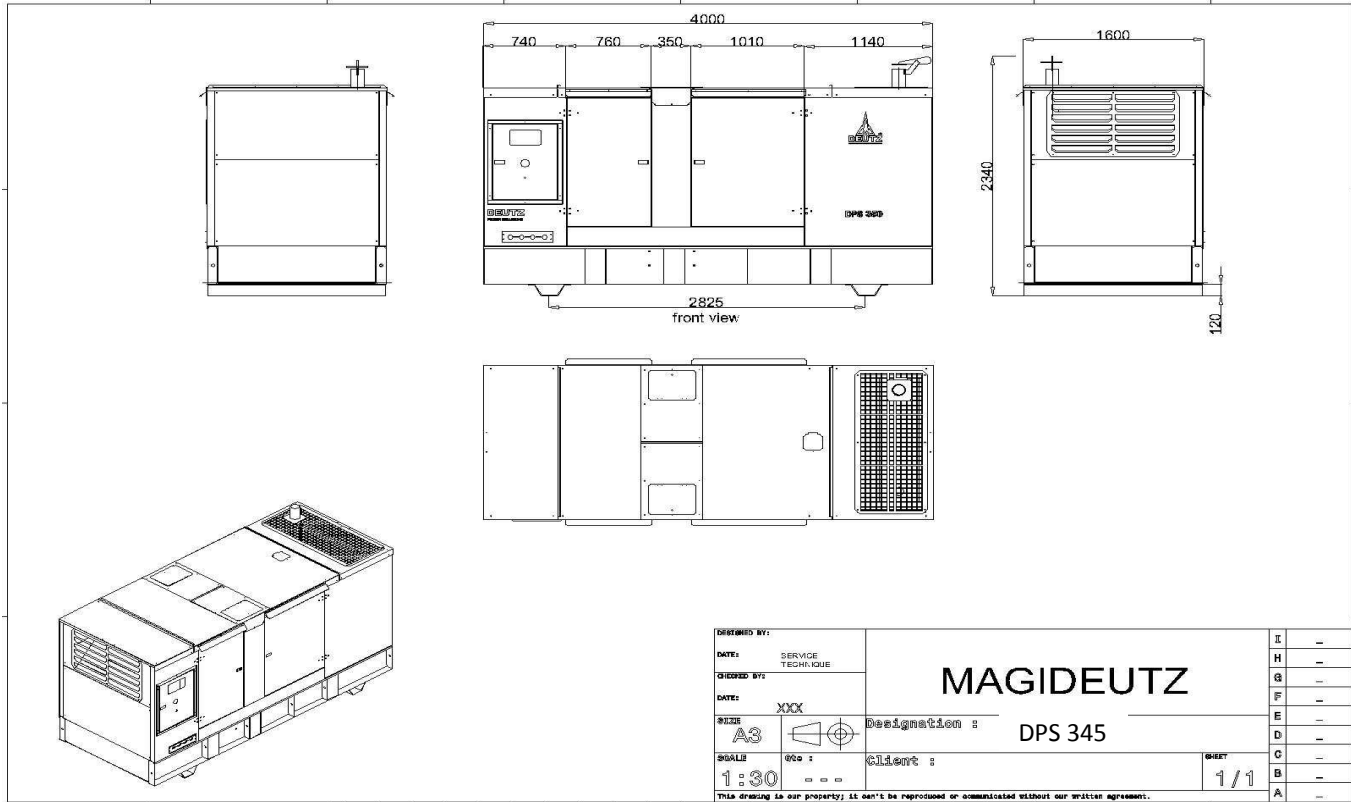 4000
740 760 350 1010 1140
1600
2340
120
DEUTZ
DEUTZ
DPS 350
2825
front view
DESIGNED BY:
DATE: SERVICE
TECHNIQUE
CHECKED BY:
DATE:
XXX
SIZE
A3
SCALE
1:30
Qte :
---
MAGIDEUTZ
Designation :
DPS 345
Client :
SHEET
1/1
I _
H _
G _
F _
E _
D _
C _
B _
A _
This drawing is our property; it can't be reproduced or communicated without our written agreement.